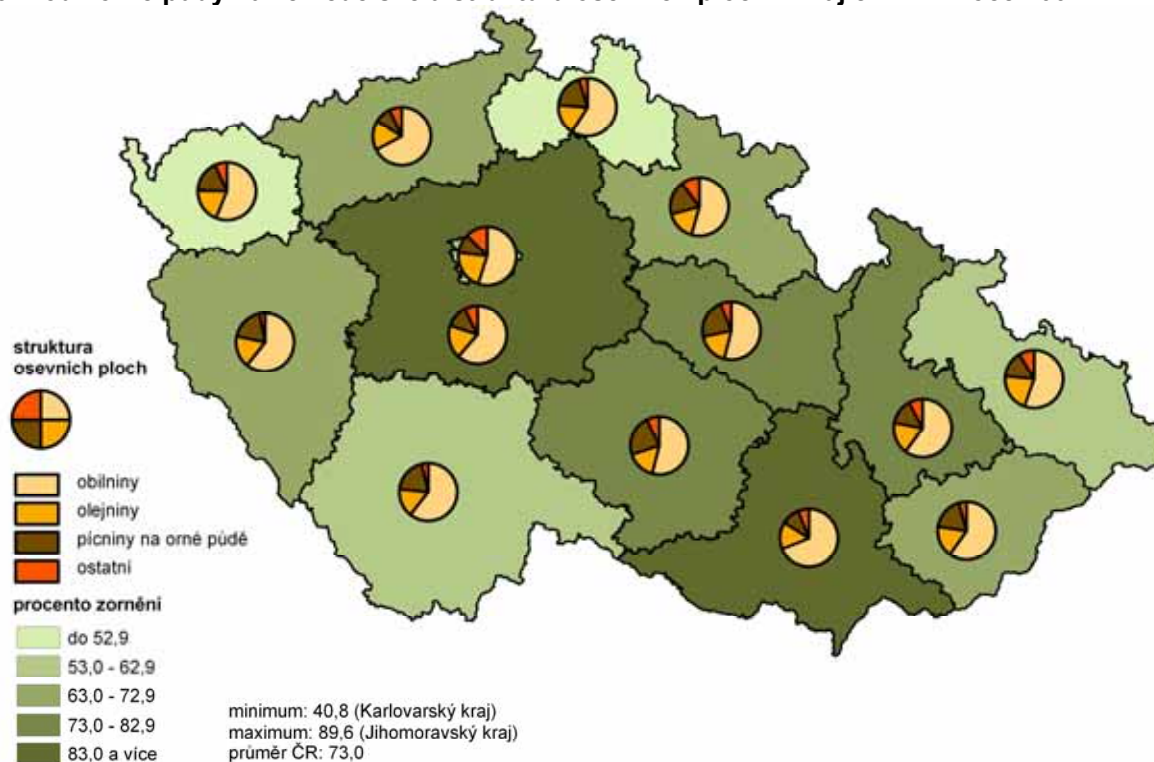 struktura
osevních ploch
obilniny
olejniny
pícniny na orné půdě
ostatní
procento zornění
do 52,9
53,0 - 62,9
63,0 - 72,9
73,0 - 82,9
83,0 a více
minimum: 40,8 (Karlovarský kraj)
maximum: 89,6 (Jihomoravský kraj)
průměr ČR: 73,0